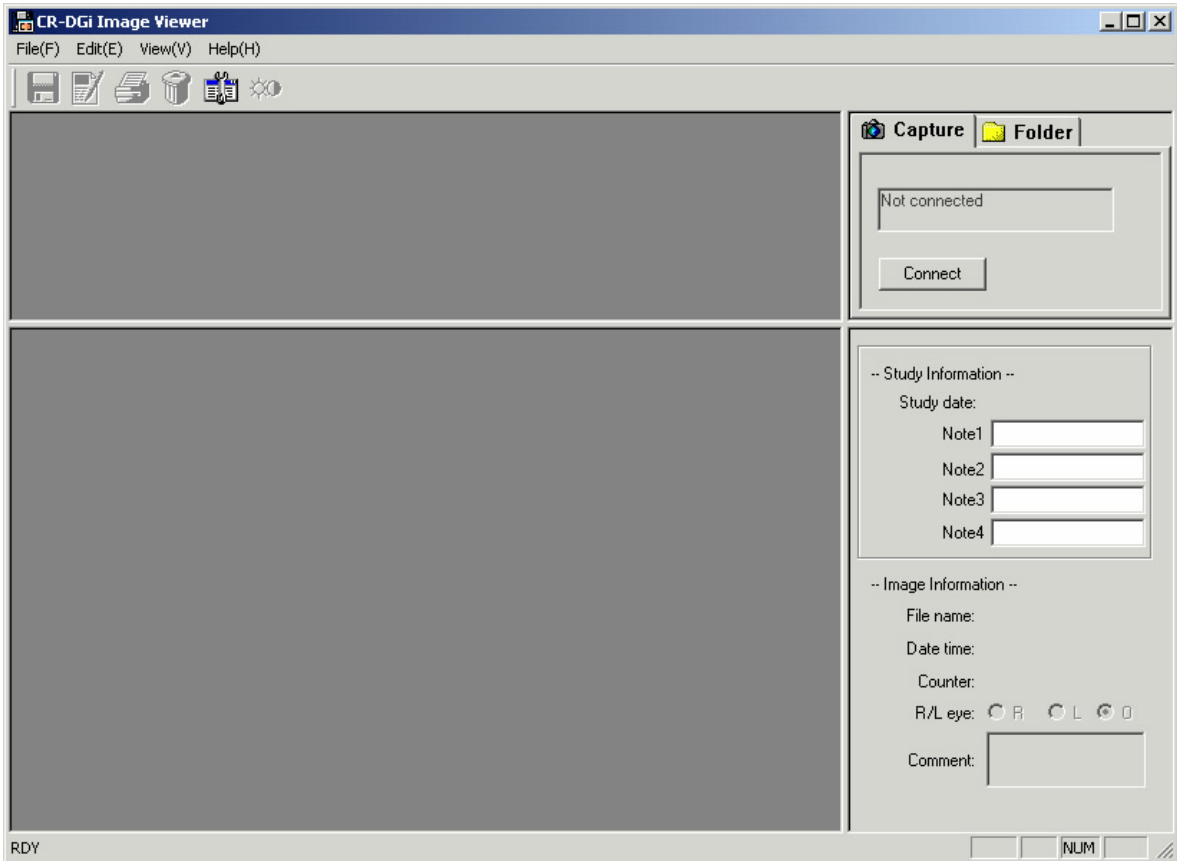 CR-DGi Image Viewer
File(F) Edit(E) View(V) Help(H)
Capture Folder
Not connected
Connect
-- Study Information --
Study date:
Note1
Note2
Note3
Note4
-- Image Information --
File name:
Date time:
Counter:
R/L eye: R L O
Comment:
RDY NUM